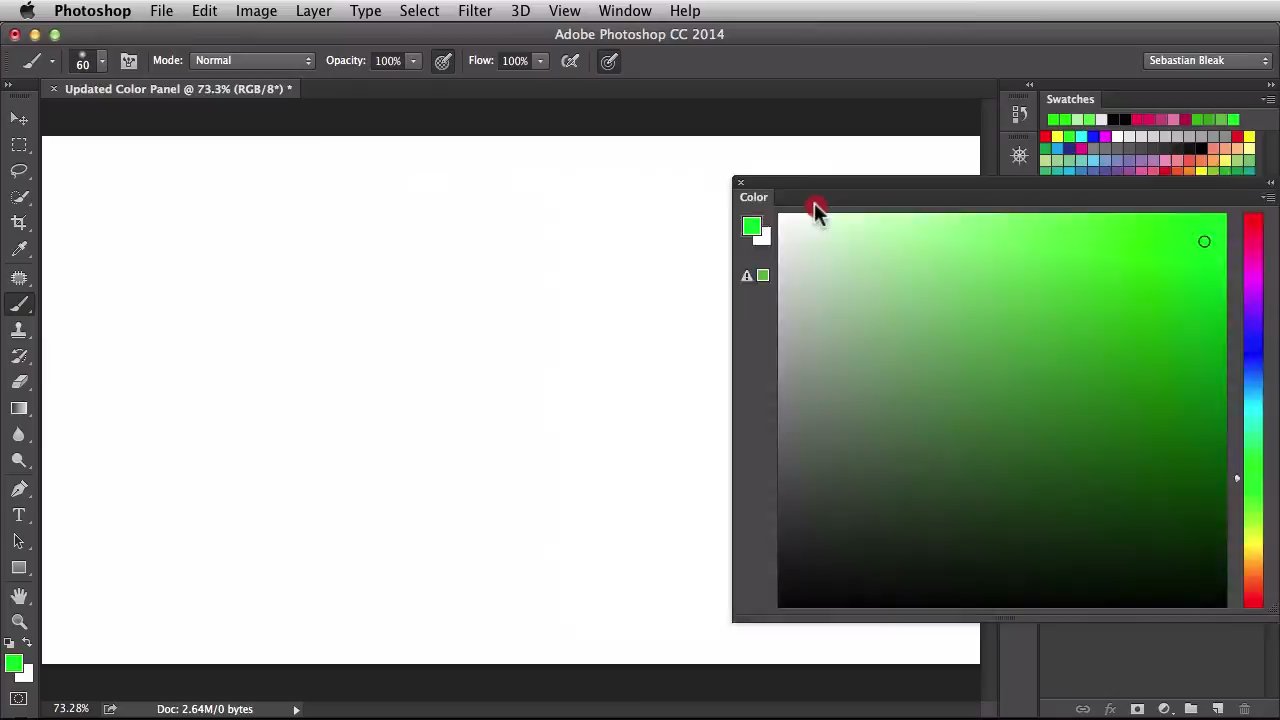 Photoshop File Edit Image Layer Type Select Filter 3D View Window Help
Adobe Photoshop CC 2014
60 Mode: Normal Opacity: 100% Flow: 100% Sebastian Bleak
Updated Color Panel @ 73.3% (RGB/8*) *
Swatches
Color
T
fx
73.28% Doc: 2.64M/0 bytes